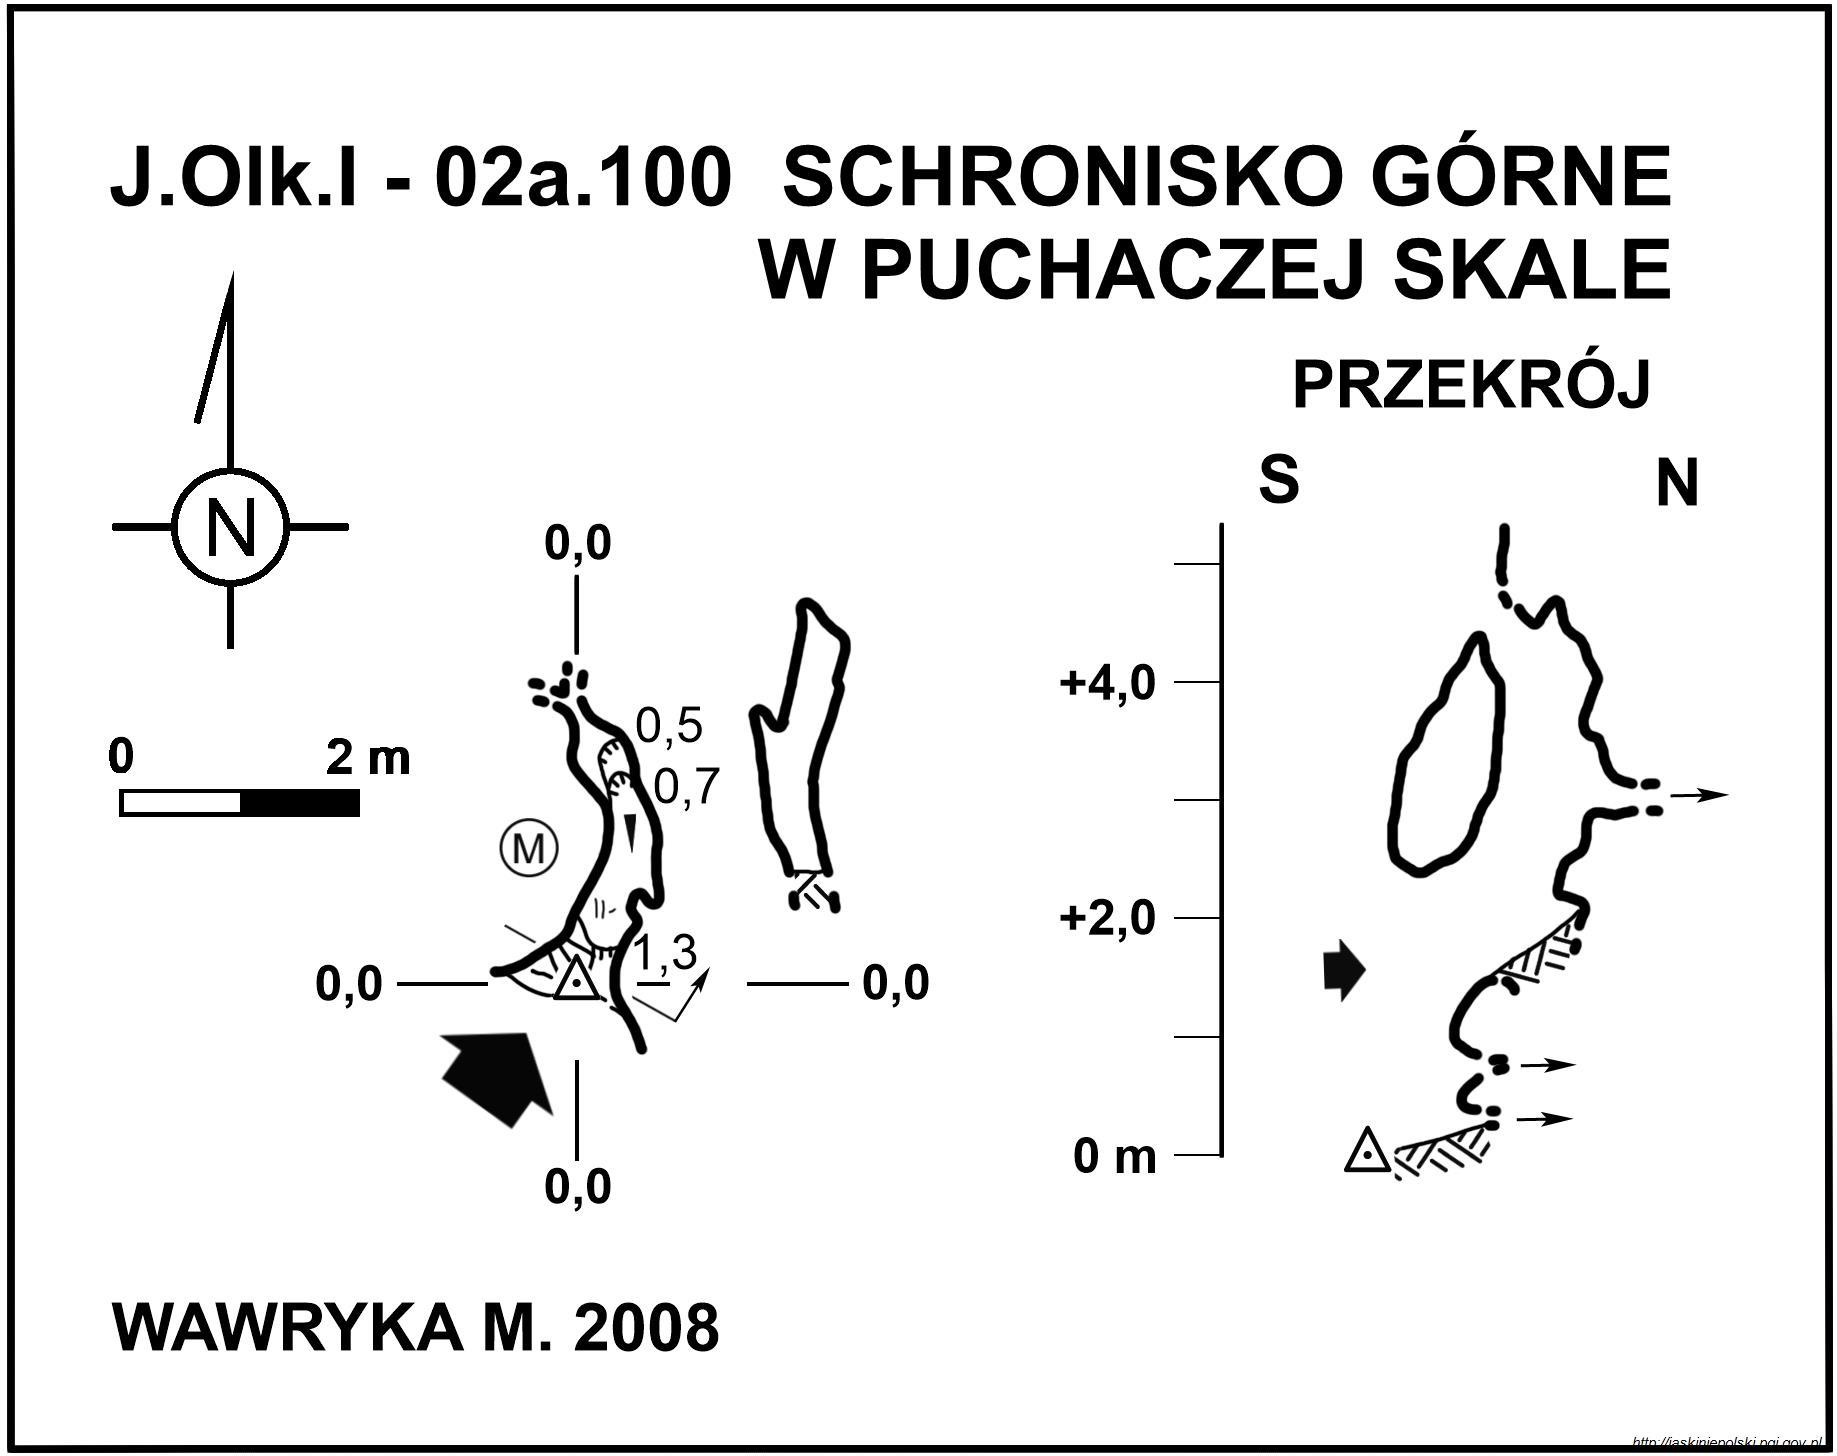 J.Olk.I - 02a.100 SCHRONISKO GÓRNE
W PUCHACZEJ SKALE
PRZEKRÓJ
S
N
N
0,0
0,5
0,7
0
2 m
M
1,3
0,0
0,0
0,0
+4,0
+2,0
0 m
WAWRYKA M. 2008
http://jaskiniepolski.pgi.gov.pl